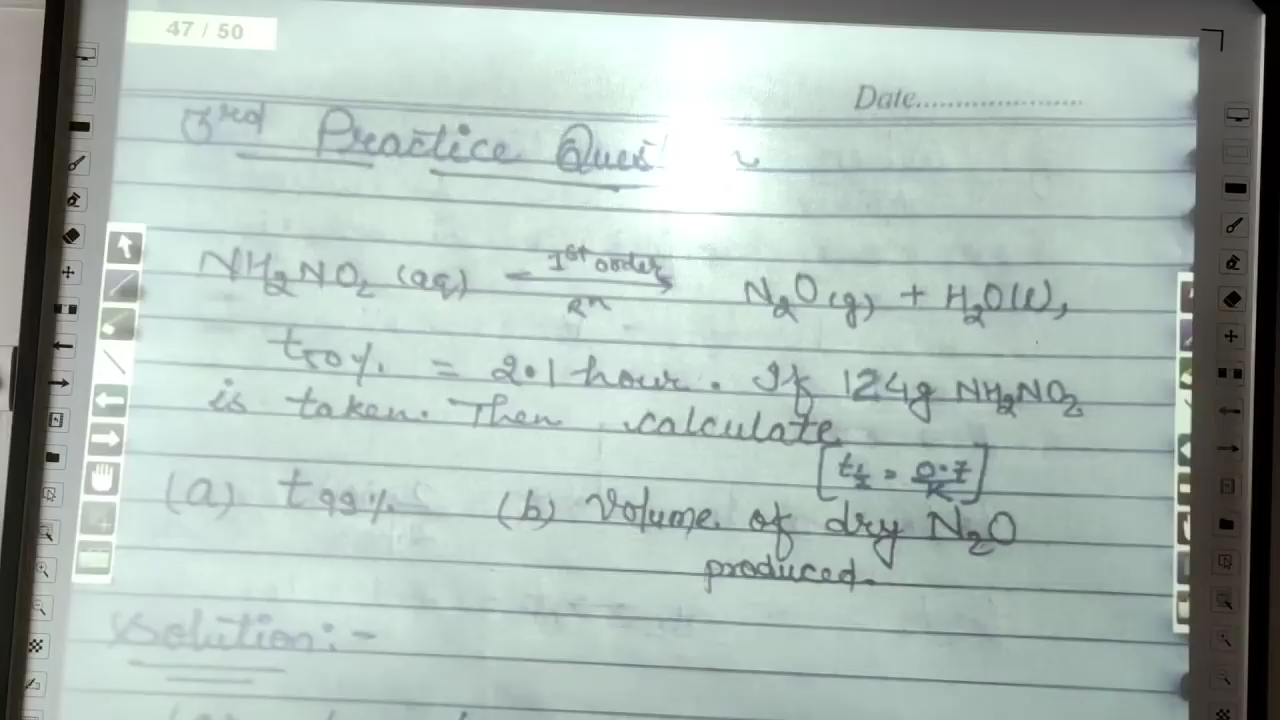 47 / 50
Date......................
3rd Practice
NH2NO2 (aq) 1st order Rn N2O(g) + H2O(l),
t50% = 2.1 hour. If 124g NH2NO2
is taken. Then calculate
[t½ = 0.7/K]
(a) t99% (b) Volume of dry N2O
produced.
Solution:-